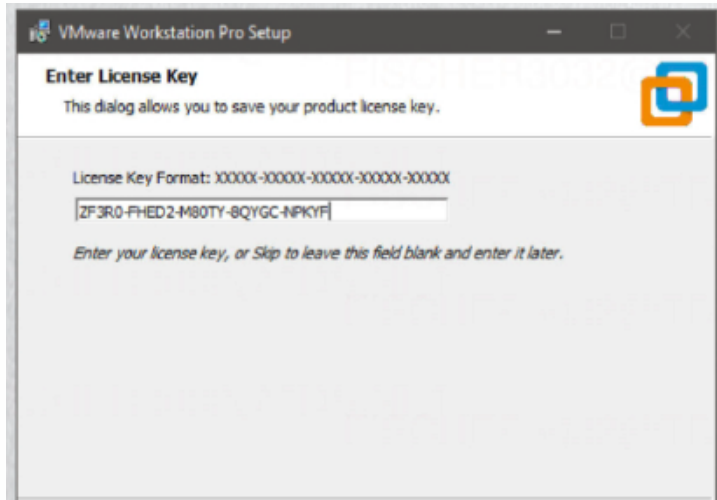 VMware Workstation Pro Setup
Enter License Key
This dialog allows you to save your product license key.
License Key Format: XXXXX-XXXXX-XXXXX-XXXXX-XXXXX
ZF3R0-FHED2-M80TY-8QYGC-NPKYF
Enter your license key, or Skip to leave this field blank and enter it later.